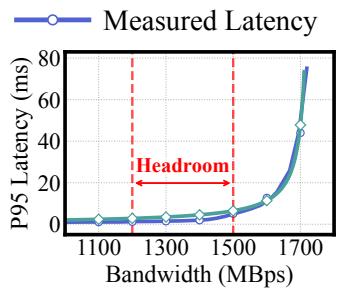 Measured Latency
80
60
40
20
0
P95 Latency (ms)
Headroom
1100 1300 1500 1700
Bandwidth (MBps)